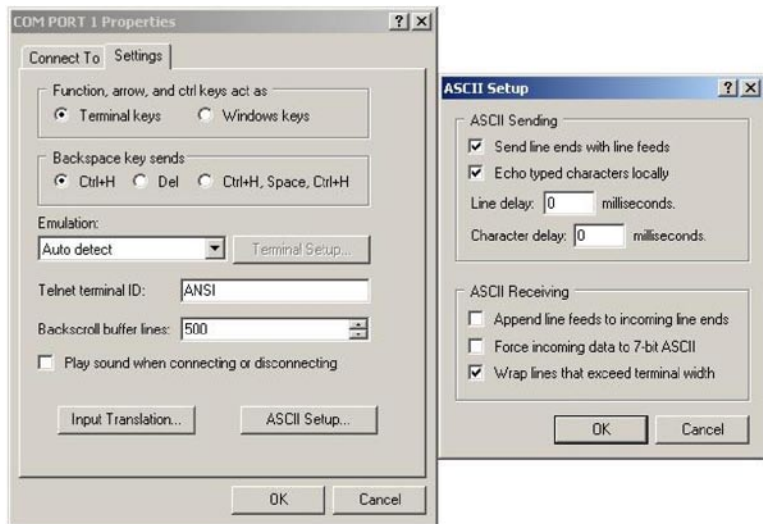 COM PORT 1 Properties
Connect To Settings
Function, arrow, and ctrl keys act as
Terminal keys Windows keys
Backspace key sends
Ctrl+H Del Ctrl+H, Space, Ctrl+H
Emulation:
Auto detect Terminal Setup...
Telnet terminal ID: ANSI
Backscroll buffer lines: 500
Play sound when connecting or disconnecting
Input Translation... ASCII Setup...
OK Cancel
ASCII Setup
ASCII Sending
Send line ends with line feeds
Echo typed characters locally
Line delay: 0 milliseconds.
Character delay: 0 milliseconds.
ASCII Receiving
Append line feeds to incoming line ends
Force incoming data to 7-bit ASCII
Wrap lines that exceed terminal width
OK Cancel